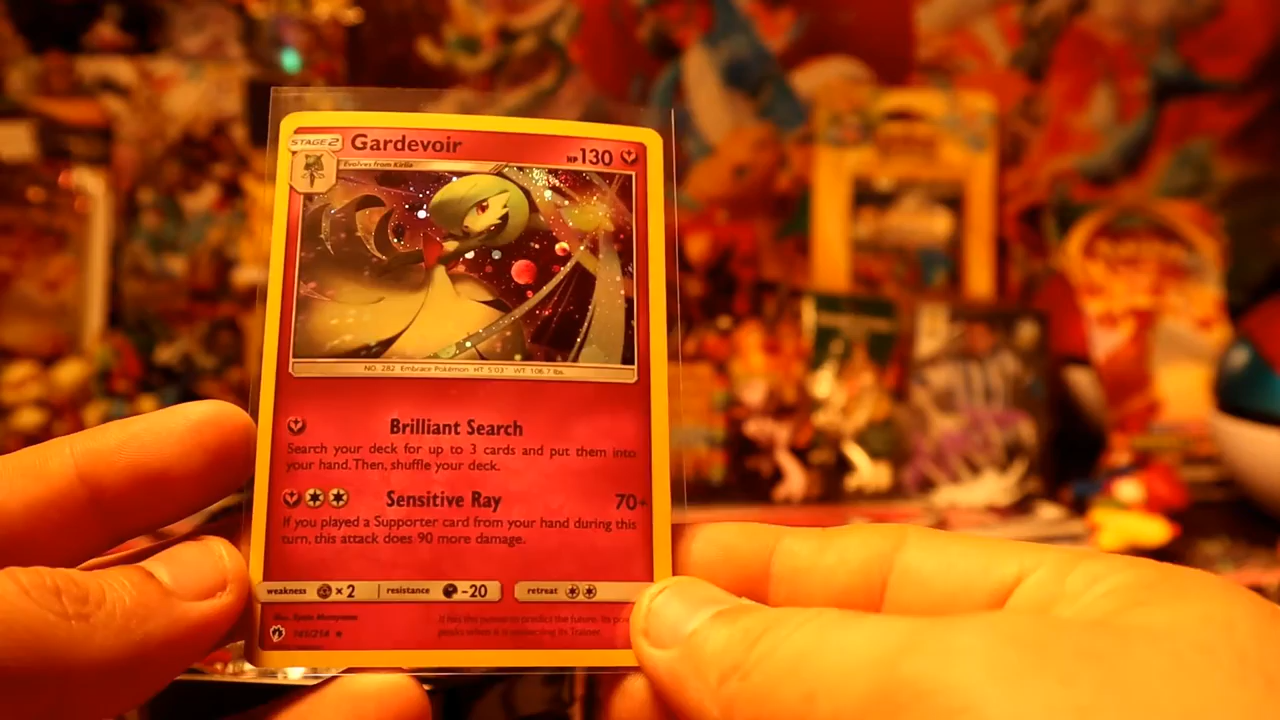 STAGE 2 Gardevoir HP 130
Evolves from Kirlia
NO. 282 Embrace Pokémon HT: 5'03" WT: 106.7 lbs.
Brilliant Search
Search your deck for up to 3 cards and put them into
your hand. Then, shuffle your deck.
Sensitive Ray 70+
If you played a Supporter card from your hand during this
turn, this attack does 90 more damage.
weakness ×2 resistance -20 retreat
It has the power to predict the future. Its
peaks when it is protecting its Trainer.